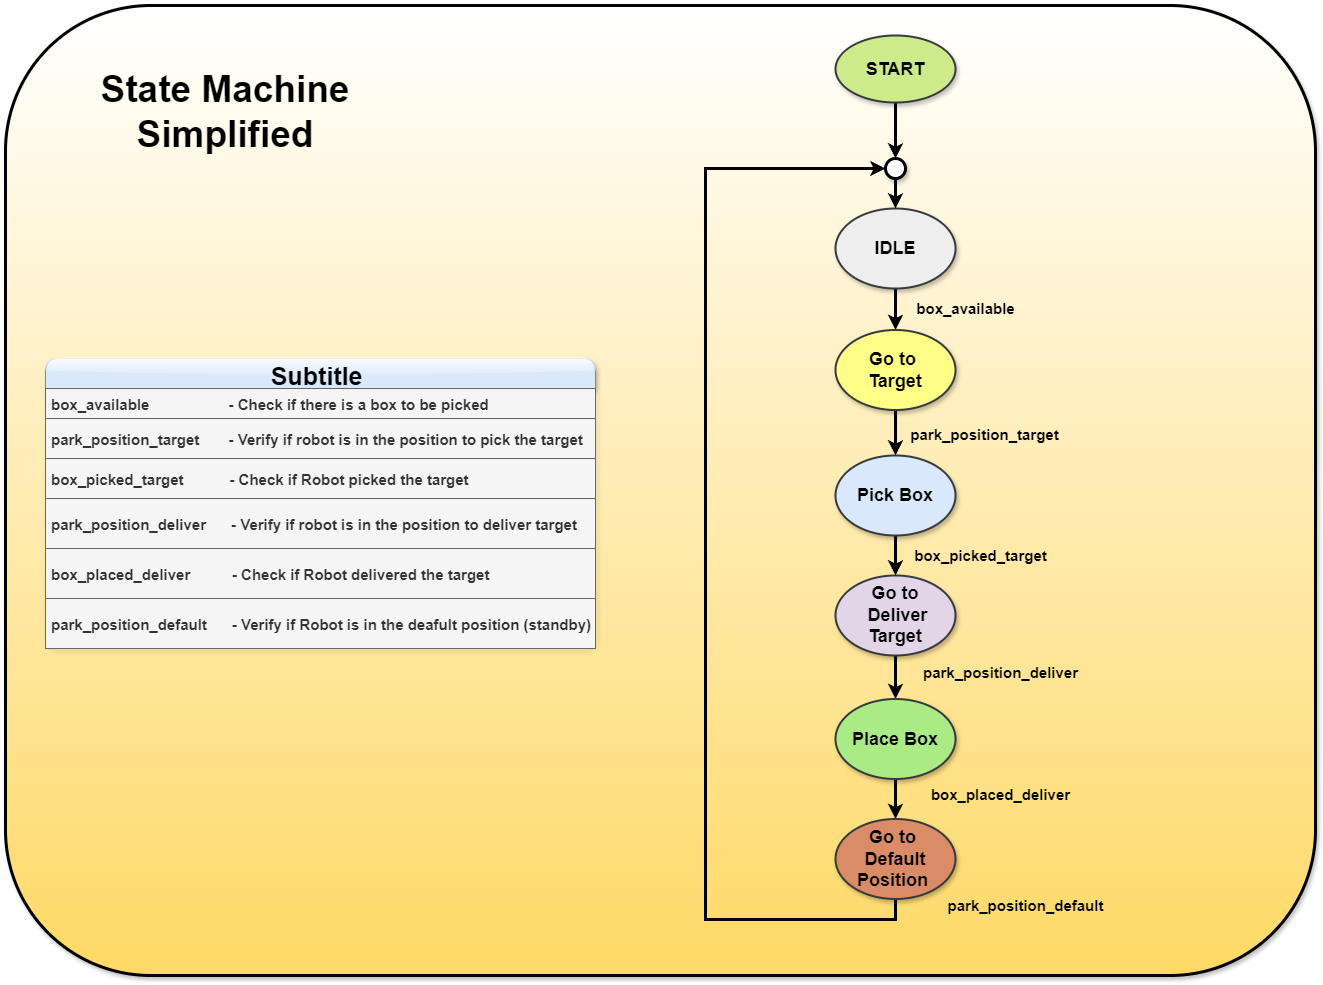 State Machine
Simplified
Subtitle
box_available - Check if there is a box to be picked
park_position_target - Verify if robot is in the position to pick the target
box_picked_target - Check if Robot picked the target
park_position_deliver - Verify if robot is in the position to deliver target
box_placed_deliver - Check if Robot delivered the target
park_position_default - Verify if Robot is in the deafult position (standby)
START
IDLE
box_available
Go to
Target
park_position_target
Pick Box
box_picked_target
Go to
Deliver
Target
park_position_deliver
Place Box
box_placed_deliver
Go to
Default
Position
park_position_default